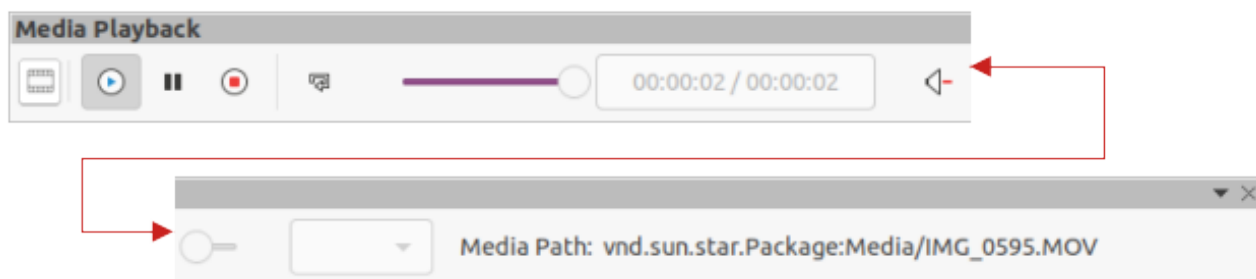 Media Playback
00:00:02 / 00:00:02
Media Path: vnd.sun.star.Package:Media/IMG_0595.MOV